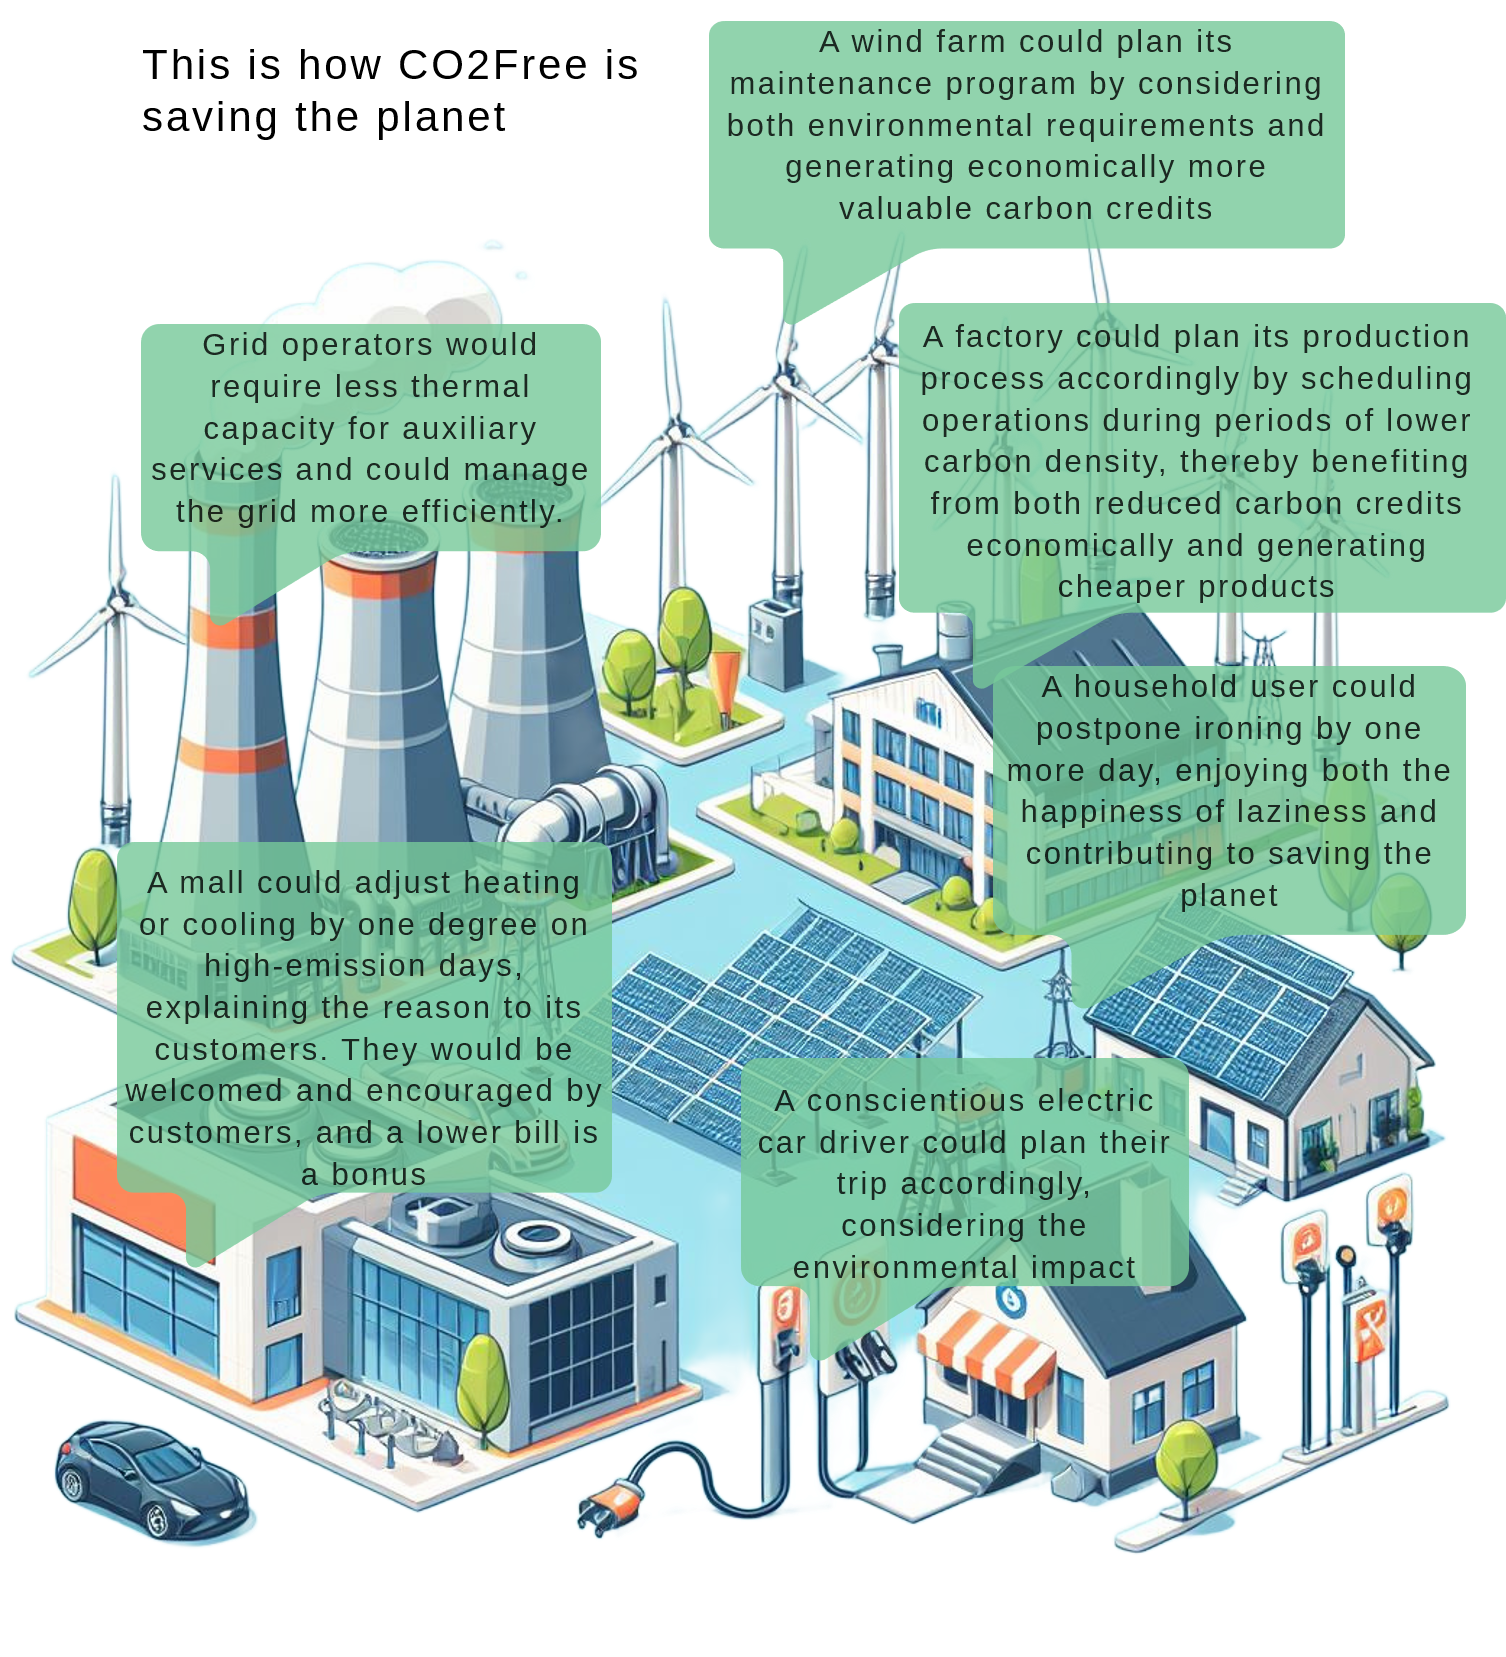 This is how CO2Free is
saving the planet
A wind farm could plan its
maintenance program by considering
both environmental requirements and
generating economically more
valuable carbon credits
Grid operators would
require less thermal
capacity for auxiliary
services and could manage
the grid more efficiently.
A factory could plan its production
process accordingly by scheduling
operations during periods of lower
carbon density, thereby benefiting
from both reduced carbon credits
economically and generating
cheaper products
A household user could
postpone ironing by one
more day, enjoying both the
happiness of laziness and
contributing to saving the
planet
A mall could adjust heating
or cooling by one degree on
high-emission days,
explaining the reason to its
customers. They would be
welcomed and encouraged by
customers, and a lower bill is
a bonus
A conscientious electric
car driver could plan their
trip accordingly,
considering the
environmental impact